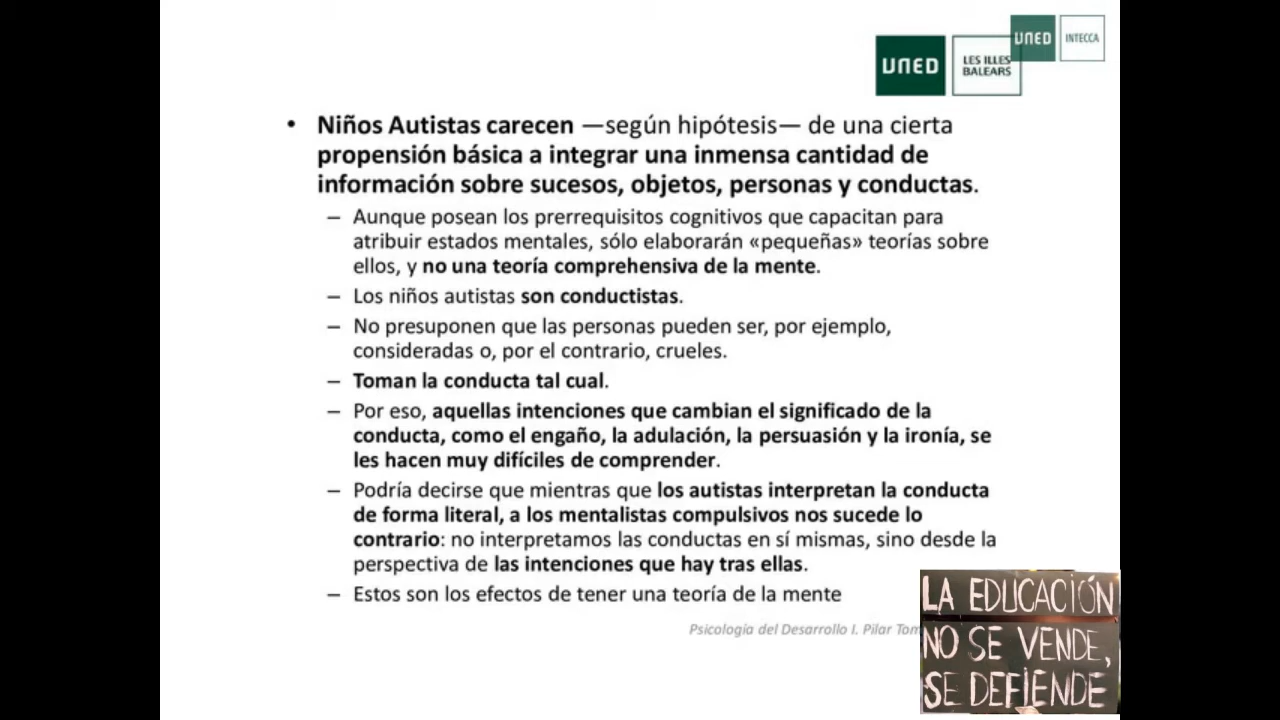 UNED
INTECCA
UNED
LES ILLES
BALEARS
• Niños Autistas carecen —según hipótesis— de una cierta
propensión básica a integrar una inmensa cantidad de
información sobre sucesos, objetos, personas y conductas.
– Aunque posean los prerrequisitos cognitivos que capacitan para
atribuir estados mentales, sólo elaborarán «pequeñas» teorías sobre
ellos, y no una teoría comprehensiva de la mente.
– Los niños autistas son conductistas.
– No presuponen que las personas pueden ser, por ejemplo,
consideradas o, por el contrario, crueles.
– Toman la conducta tal cual.
– Por eso, aquellas intenciones que cambian el significado de la
conducta, como el engaño, la adulación, la persuasión y la ironía, se
les hacen muy difíciles de comprender.
– Podría decirse que mientras que los autistas interpretan la conducta
de forma literal, a los mentalistas compulsivos nos sucede lo
contrario: no interpretamos las conductas en sí mismas, sino desde la
perspectiva de las intenciones que hay tras ellas.
– Estos son los efectos de tener una teoría de la mente
Psicología del Desarrollo I. Pilar
LA EDUCACIÓN
NO SE VENDE,
SE DEFIENDE